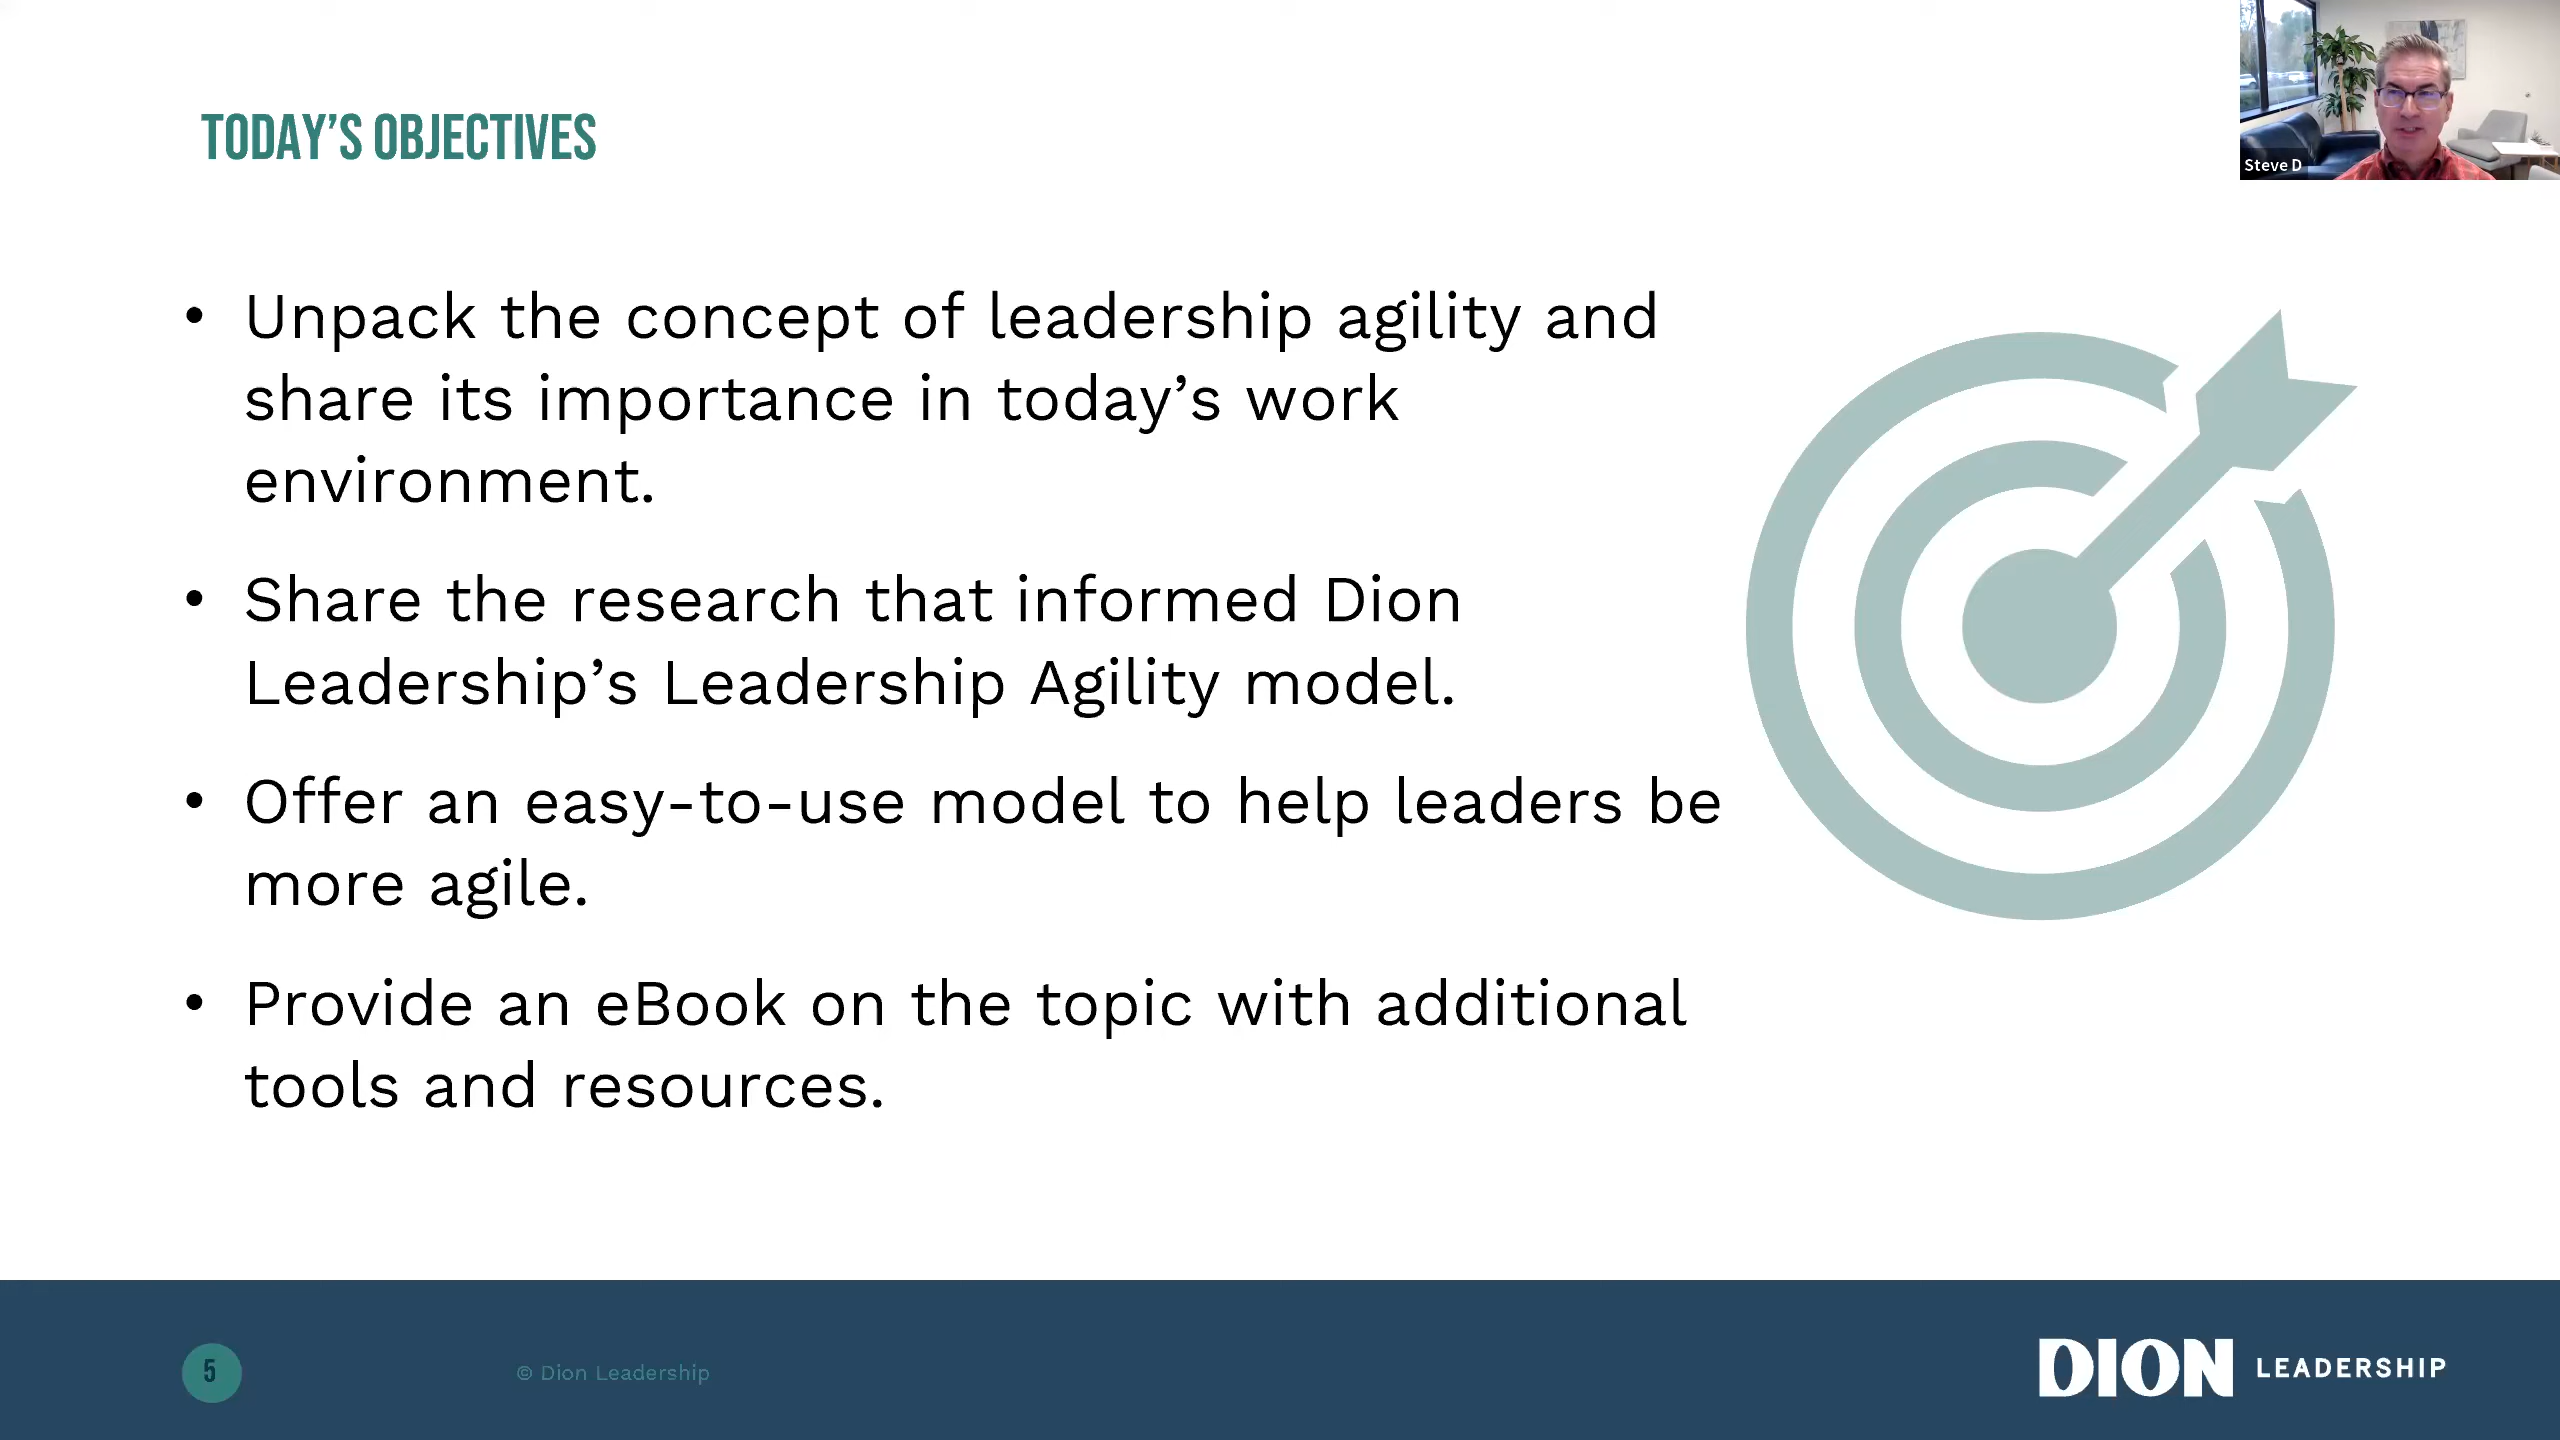 TODAY’S OBJECTIVES
Steve D
• Unpack the concept of leadership agility and
share its importance in today’s work
environment.
• Share the research that informed Dion
Leadership’s Leadership Agility model.
• Offer an easy-to-use model to help leaders be
more agile.
• Provide an eBook on the topic with additional
tools and resources.
5
© Dion Leadership
DION LEADERSHIP